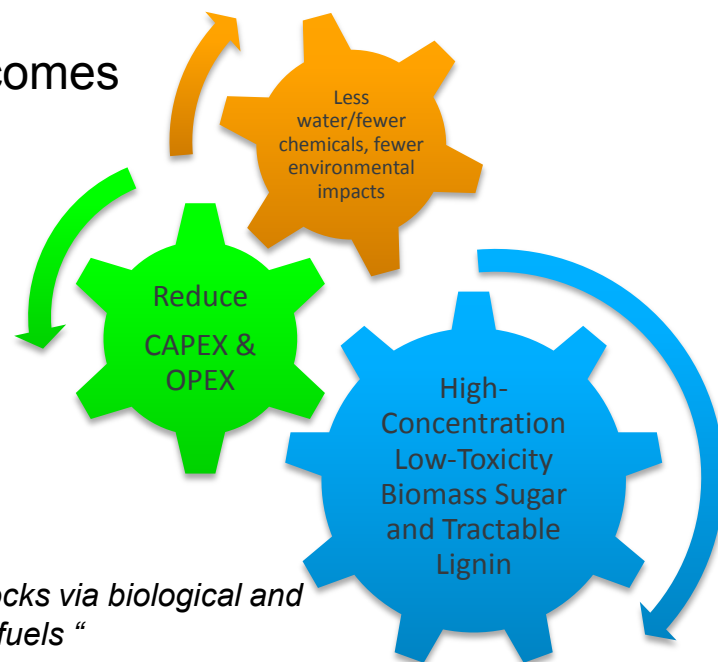 comes
Less
water/fewer
chemicals, fewer
environmental
impacts
Reduce
CAPEX &
OPEX
High-
Concentration
Low-Toxicity
Biomass Sugar
and Tractable
Lignin
ocks via biological and
fuels “